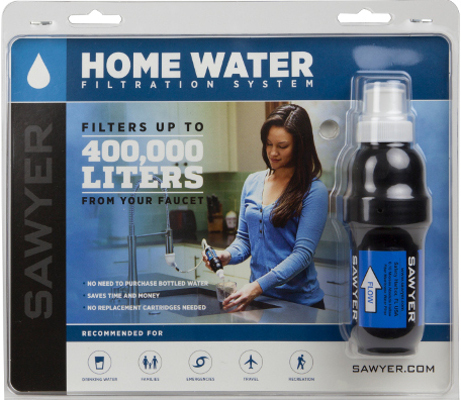 HOME WATER
FILTRATION SYSTEM
SAWYER
FILTERS UP TO
400,000
LITERS
FROM YOUR FAUCET
• NO NEED TO PURCHASE BOTTLED WATER
• SAVES TIME AND MONEY
• NO REPLACEMENT CARTRIDGES NEEDED
RECOMMENDED FOR
DRINKING WATER
FAMILIES
EMERGENCIES
TRAVEL
RECREATION
SAWYER
SAWYER
FLOW
SAWYER.COM